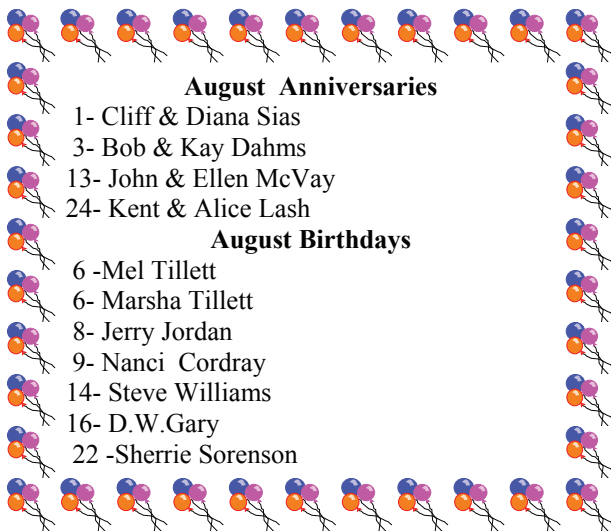 August  Anniversaries
1- Cliff & Diana Sias
3- Bob & Kay Dahms
13- John & Ellen McVay
24- Kent & Alice Lash
August Birthdays
6 -Mel Tillett
6- Marsha Tillett
8- Jerry Jordan
9- Nanci  Cordray
14- Steve Williams
16- D.W.Gary
22 -Sherrie Sorenson